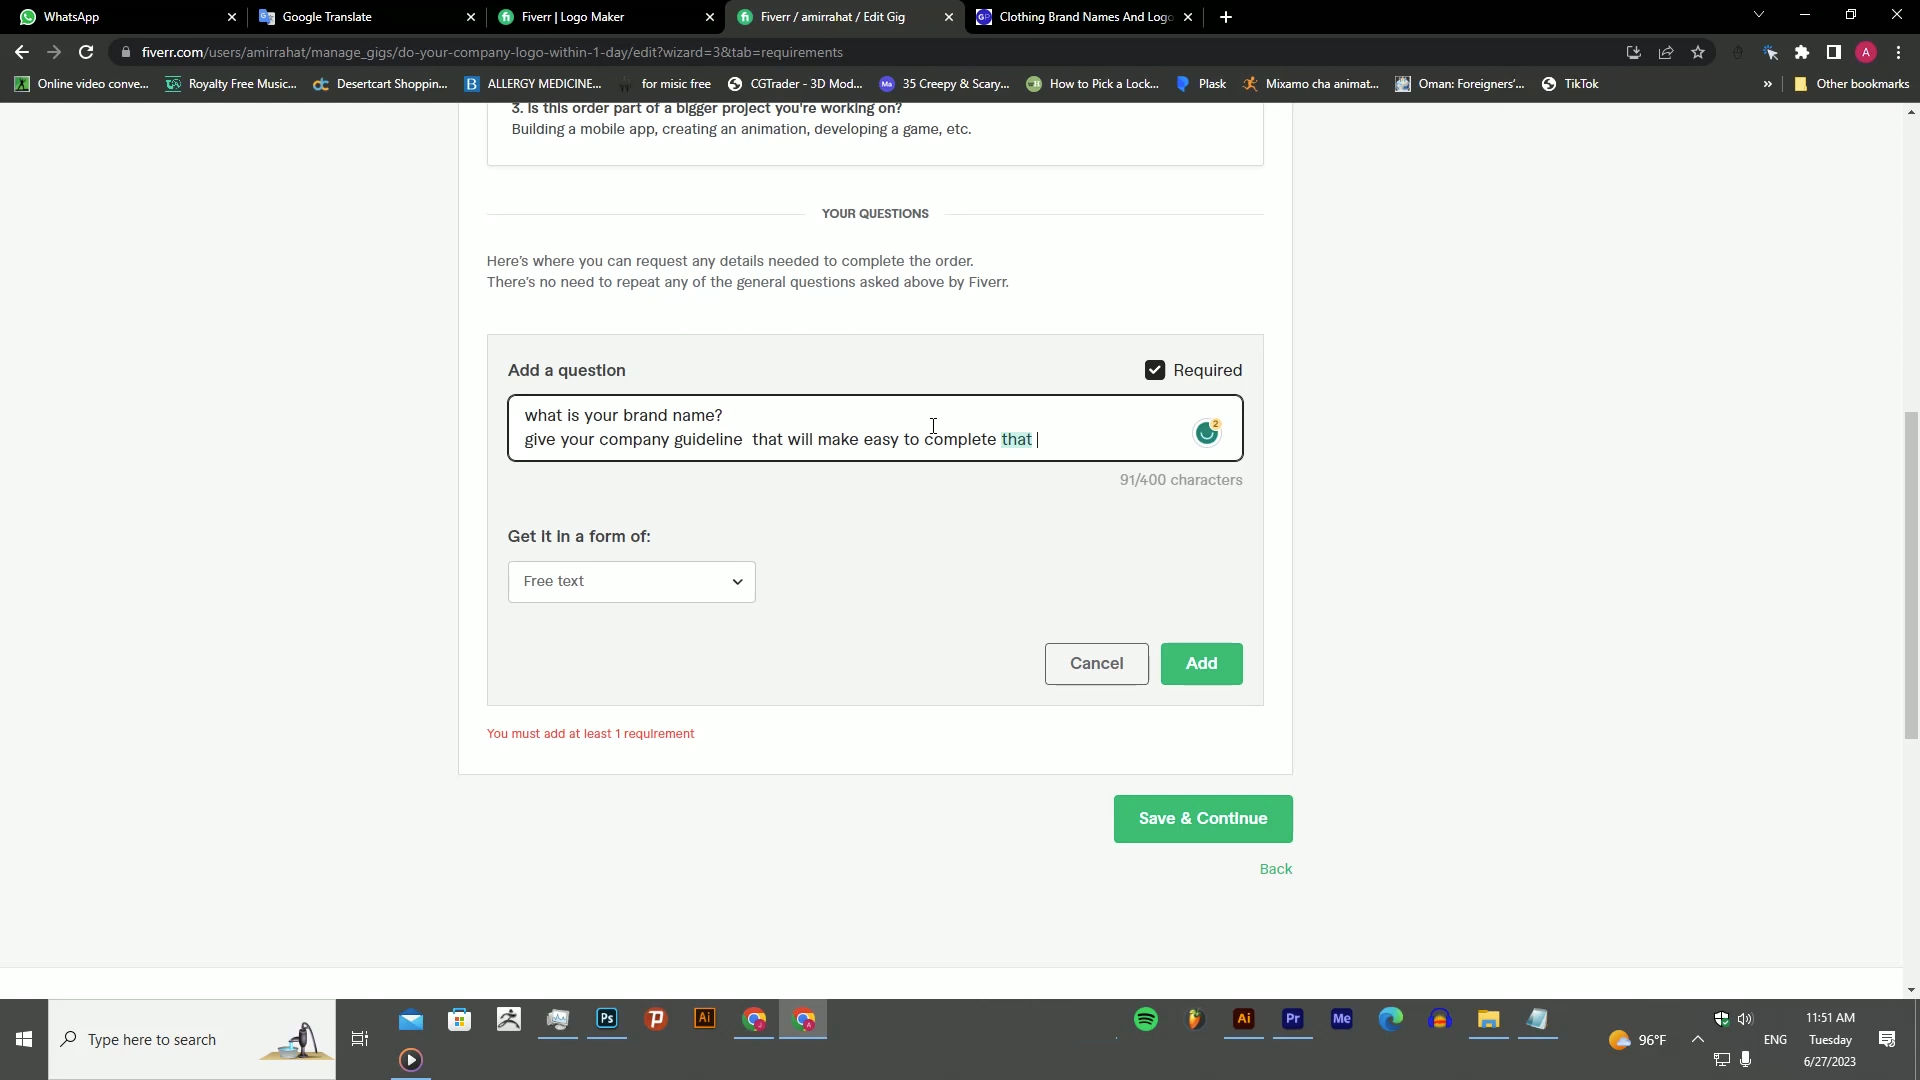 WhatsApp
Google Translate
Fiverr | Logo Maker
Fiverr / amirrahat / Edit Gig
Clothing Brand Names And Logo
fiverr.com/users/amirrahat/manage_gigs/do-your-company-logo-within-1-day/edit?wizard=3&tab=requirements
A
Online video conve...
Royalty Free Music...
Desertcart Shoppin...
ALLERGY MEDICINE...
for misic free
CGTrader - 3D Mod...
35 Creepy & Scary...
How to Pick a Lock...
Plask
Mixamo cha animat...
Oman: Foreigners'...
TikTok
»
Other bookmarks
3. Is this order part of a bigger project you're working on?
Building a mobile app, creating an animation, developing a game, etc.
YOUR QUESTIONS
Here's where you can request any details needed to complete the order.
There's no need to repeat any of the general questions asked above by Fiverr.
Add a question
Required
what is your brand name?
give your company guideline  that will make easy to complete that
2
91/400 characters
Get it in a form of:
Free text
Cancel
Add
You must add at least 1 requirement
Save & Continue
Back
Type here to search
Ps
Ai
Ai
Pr
Me
96°F
ENG
11:51 AM
Tuesday
6/27/2023